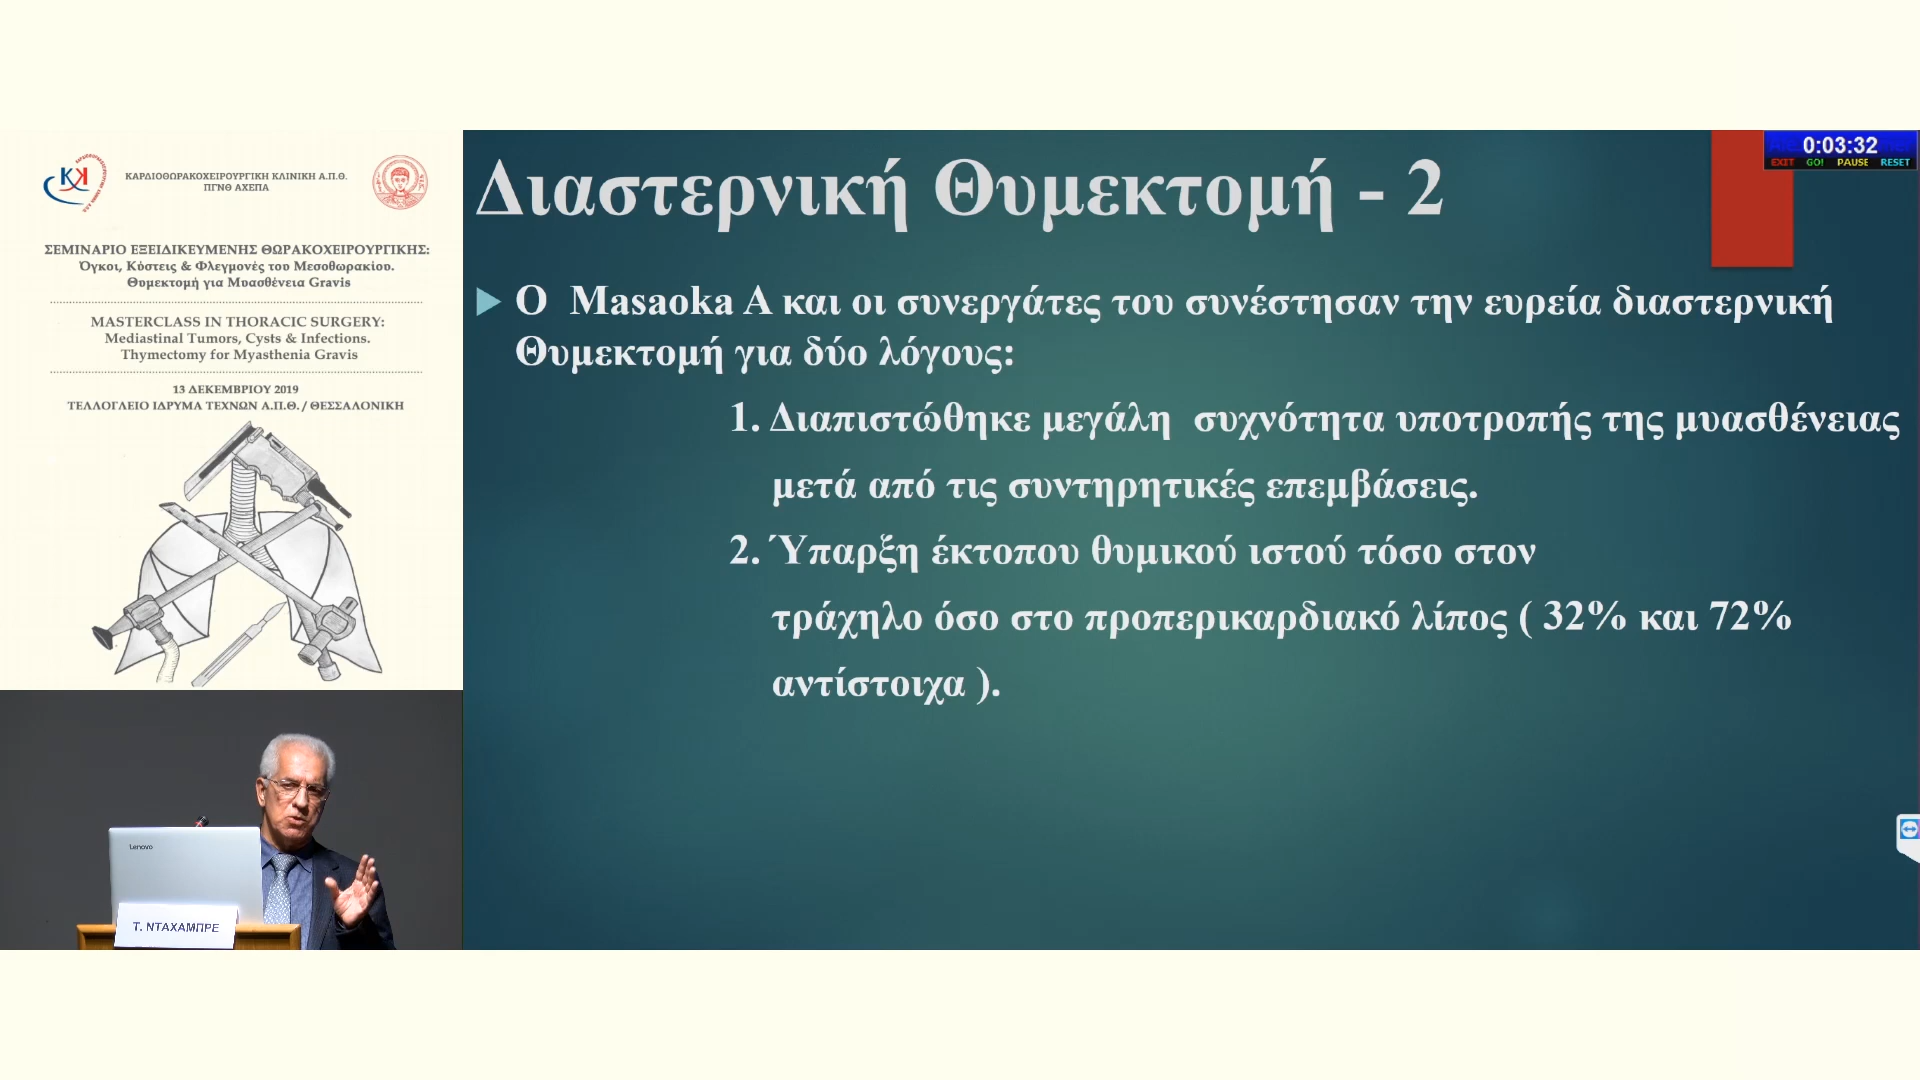 ΚΑΡΔΙΟΘΩΡΑΚΟΧΕΙΡΟΥΡΓΙΚΗ ΚΛΙΝΙΚΗ Α.Π.Θ.
ΠΓΝΘ ΑΧΕΠΑ
ΣΕΜΙΝΑΡΙΟ ΕΞΕΙΔΙΚΕΥΜΕΝΗΣ ΘΩΡΑΚΟΧΕΙΡΟΥΡΓΙΚΗΣ:
Όγκοι, Κύστεις & Φλεγμονές του Μεσοθωρακίου.
Θυμεκτομή για Μυασθένεια Gravis
MASTERCLASS IN THORACIC SURGERY:
Mediastinal Tumors, Cysts & Infections.
Thymectomy for Myasthenia Gravis
13 ΔΕΚΕΜΒΡΙΟΥ 2019
ΤΕΛΛΟΓΛΕΙΟ ΙΔΡΥΜΑ ΤΕΧΝΩΝ Α.Π.Θ. / ΘΕΣΣΑΛΟΝΙΚΗ
Lenovo
Τ. ΝΤΑΧΑΜΠΡΕ
0:03:32
EXIT GO! PAUSE RESET
Διαστερνική Θυμεκτομή - 2
Ο Masaoka A και οι συνεργάτες του συνέστησαν την ευρεία διαστερνική
Θυμεκτομή για δύο λόγους:
1. Διαπιστώθηκε μεγάλη συχνότητα υποτροπής της μυασθένειας
μετά από τις συντηρητικές επεμβάσεις.
2. Ύπαρξη έκτοπου θυμικού ιστού τόσο στον
τράχηλο όσο στο προπερικαρδιακό λίπος ( 32% και 72%
αντίστοιχα ).